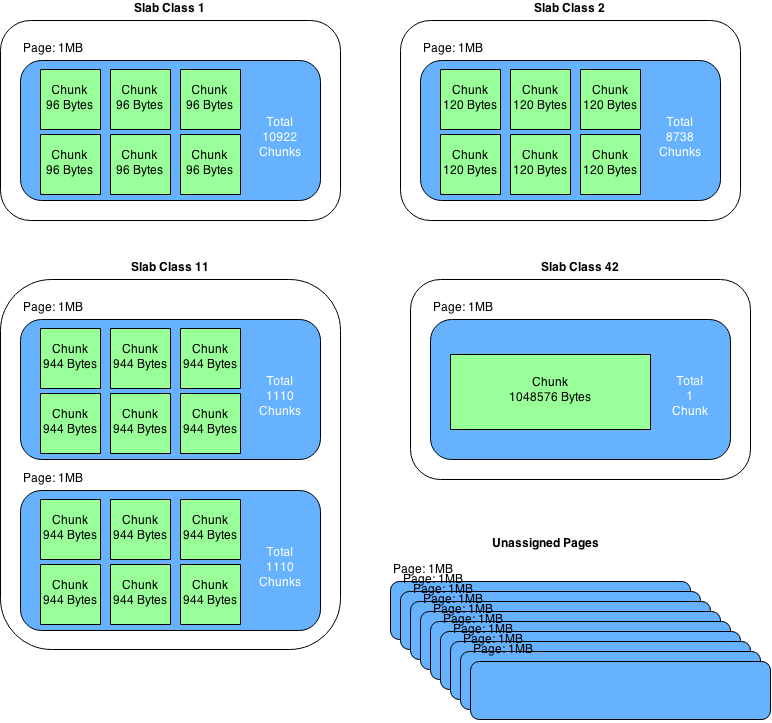 Slab Class 1
Page: 1MB
Chunk
96 Bytes
Chunk
96 Bytes
Chunk
96 Bytes
Chunk
96 Bytes
Chunk
96 Bytes
Chunk
96 Bytes
Total
10922
Chunks
Slab Class 2
Page: 1MB
Chunk
120 Bytes
Chunk
120 Bytes
Chunk
120 Bytes
Chunk
120 Bytes
Chunk
120 Bytes
Chunk
120 Bytes
Total
8738
Chunks
Slab Class 11
Page: 1MB
Chunk
944 Bytes
Chunk
944 Bytes
Chunk
944 Bytes
Chunk
944 Bytes
Chunk
944 Bytes
Chunk
944 Bytes
Total
1110
Chunks
Page: 1MB
Chunk
944 Bytes
Chunk
944 Bytes
Chunk
944 Bytes
Chunk
944 Bytes
Chunk
944 Bytes
Chunk
944 Bytes
Total
1110
Chunks
Slab Class 42
Page: 1MB
Chunk
1048576 Bytes
Total
1
Chunk
Unassigned Pages
Page: 1MB
Page: 1MB
Page: 1MB
Page: 1MB
Page: 1MB
Page: 1MB
Page: 1MB
Page: 1MB
Page: 1MB